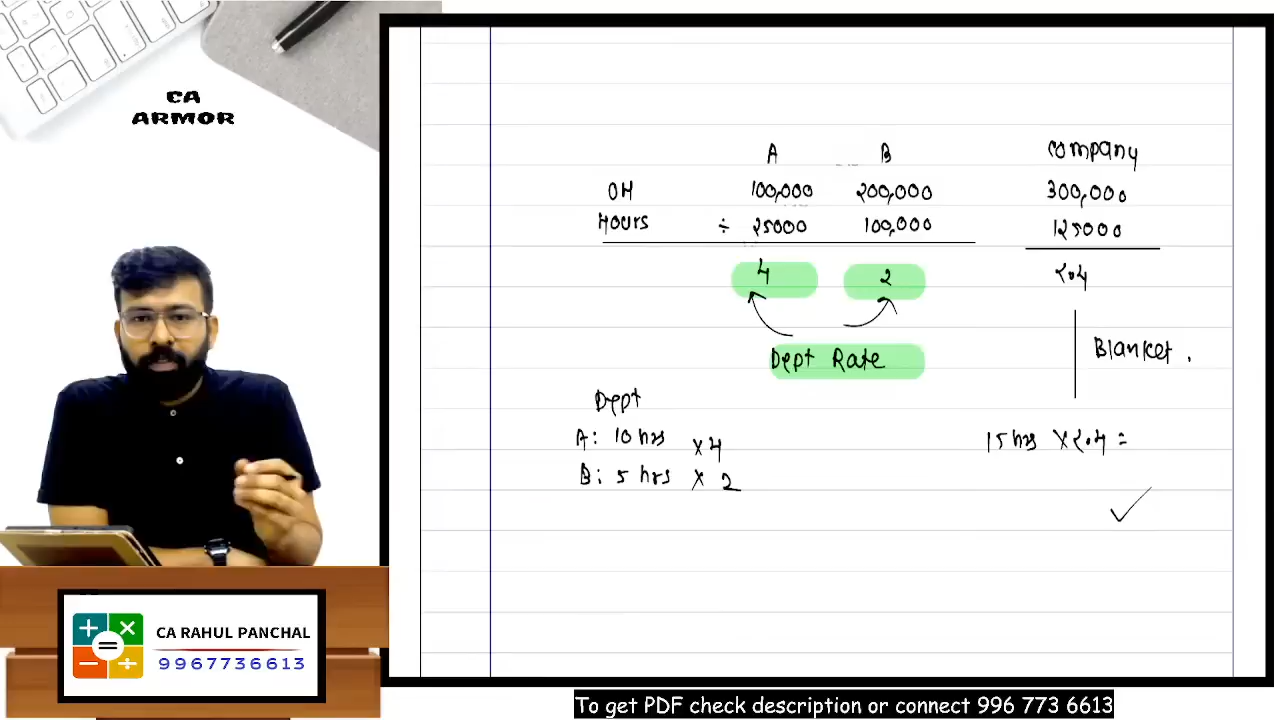 CA
ARMOR
A B Company
OH 100,000 200,000 300,000
Hours ÷ 25000 100,000 125000
4 2 2.4
Dept Rate
Blanket.
Dept
A: 10 hrs x 4
B: 5 hrs x 2
15 hrs x 2.4 =
CA RAHUL PANCHAL
9967736613
To get PDF check description or connect 996 773 6613